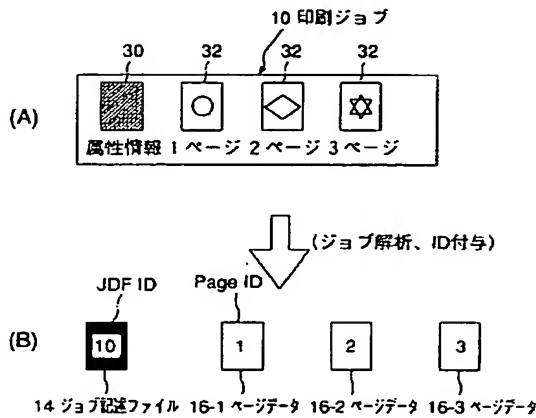 10 印刷ジョブ
30 32 32 32
(A)
属性情報 1ページ 2ページ 3ページ
(ジョブ解析、ID付与)
JDF ID Page ID
(B) 10 1 2 3
14 ジョブ記述ファイル 16-1 ページデータ 16-2 ページデータ 16-3 ページデータ